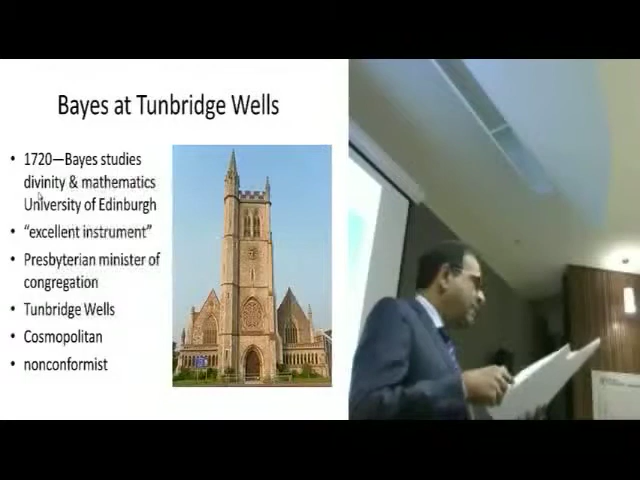 Bayes at Tunbridge Wells
• 1720—Bayes studies
divinity & mathematics
University of Edinburgh
• "excellent instrument"
• Presbyterian minister of
congregation
• Tunbridge Wells
• Cosmopolitan
• nonconformist